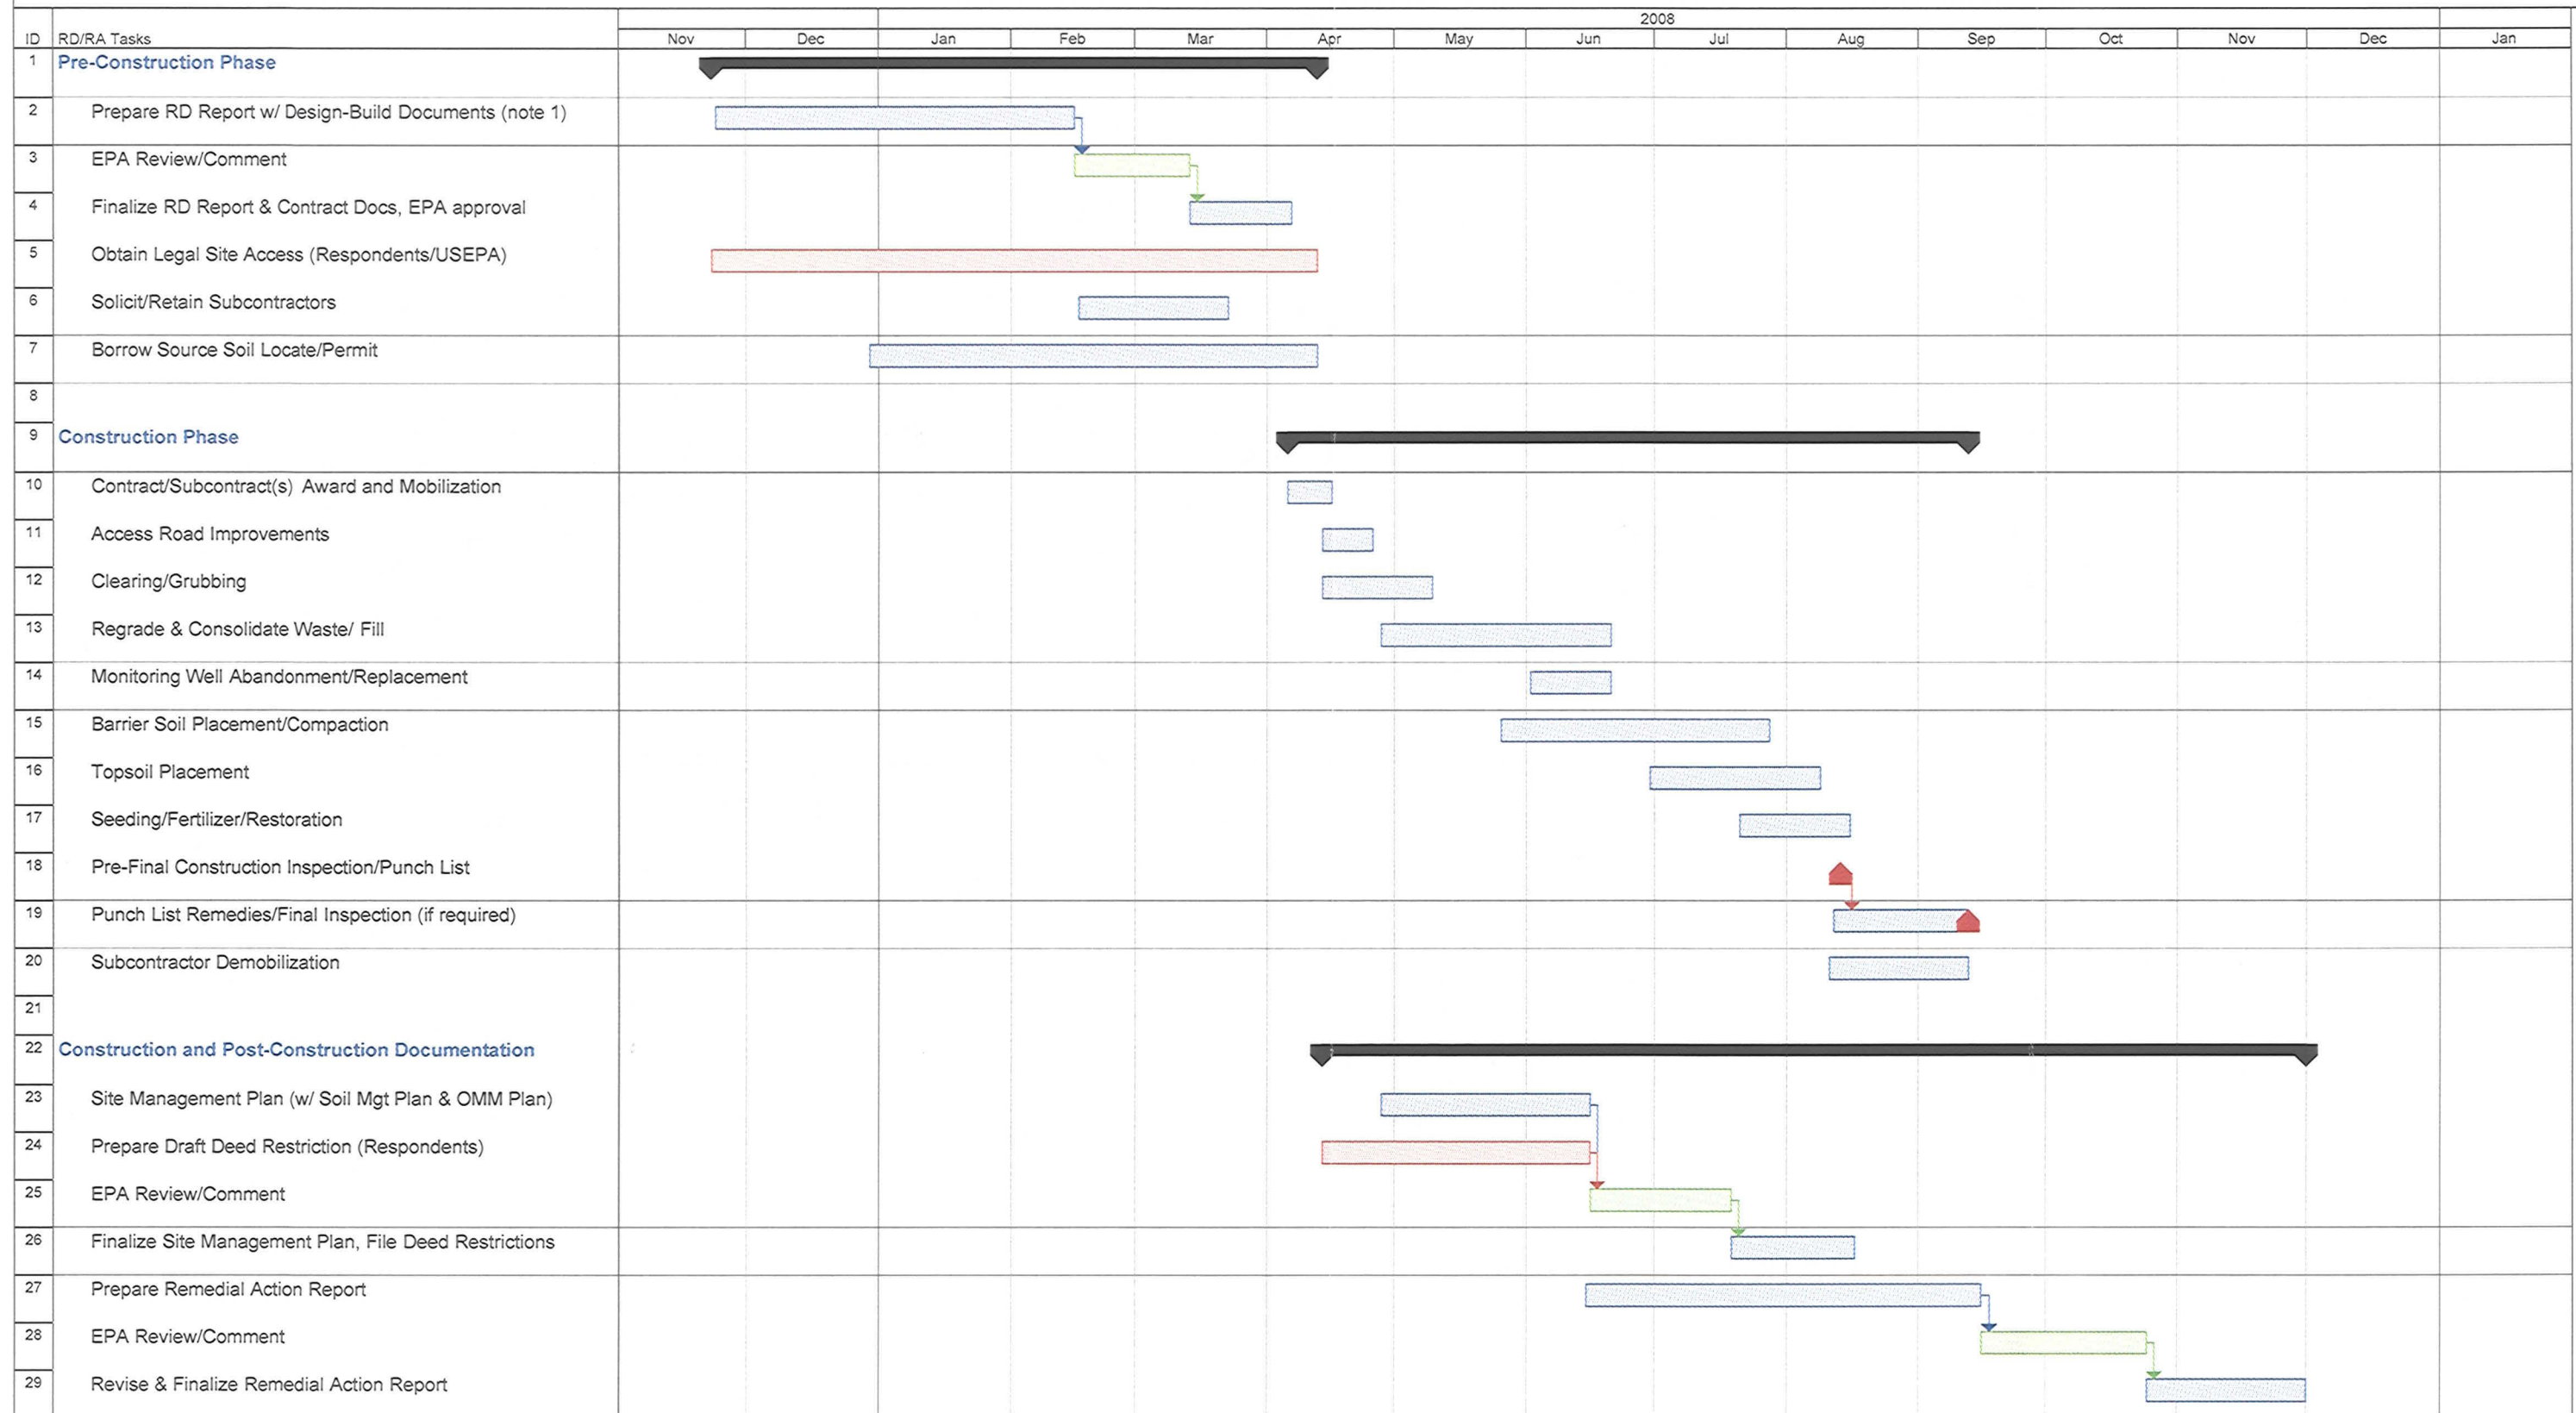 2008
ID RD/RA Tasks Nov Dec Jan Feb Mar Apr May Jun Jul Aug Sep Oct Nov Dec Jan
1 Pre-Construction Phase
2 Prepare RD Report w/ Design-Build Documents (note 1)
3 EPA Review/Comment
4 Finalize RD Report & Contract Docs, EPA approval
5 Obtain Legal Site Access (Respondents/USEPA)
6 Solicit/Retain Subcontractors
7 Borrow Source Soil Locate/Permit
8
9 Construction Phase
10 Contract/Subcontract(s) Award and Mobilization
11 Access Road Improvements
12 Clearing/Grubbing
13 Regrade & Consolidate Waste/ Fill
14 Monitoring Well Abandonment/Replacement
15 Barrier Soil Placement/Compaction
16 Topsoil Placement
17 Seeding/Fertilizer/Restoration
18 Pre-Final Construction Inspection/Punch List
19 Punch List Remedies/Final Inspection (if required)
20 Subcontractor Demobilization
21
22 Construction and Post-Construction Documentation
23 Site Management Plan (w/ Soil Mgt Plan & OMM Plan)
24 Prepare Draft Deed Restriction (Respondents)
25 EPA Review/Comment
26 Finalize Site Management Plan, File Deed Restrictions
27 Prepare Remedial Action Report
28 EPA Review/Comment
29 Revise & Finalize Remedial Action Report